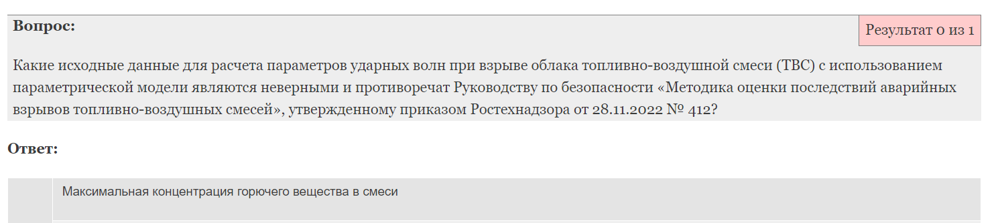 Вопрос:
Результат 0 из 1
Какие исходные данные для расчета параметров ударных волн при взрыве облака топливно-воздушной смеси (ТВС) с использованием
параметрической модели являются неверными и противоречат Руководству по безопасности «Методика оценки последствий аварийных
взрывов топливно-воздушных смесей», утвержденному приказом Ростехнадзора от 28.11.2022 № 412?
Ответ:
Максимальная концентрация горючего вещества в смеси